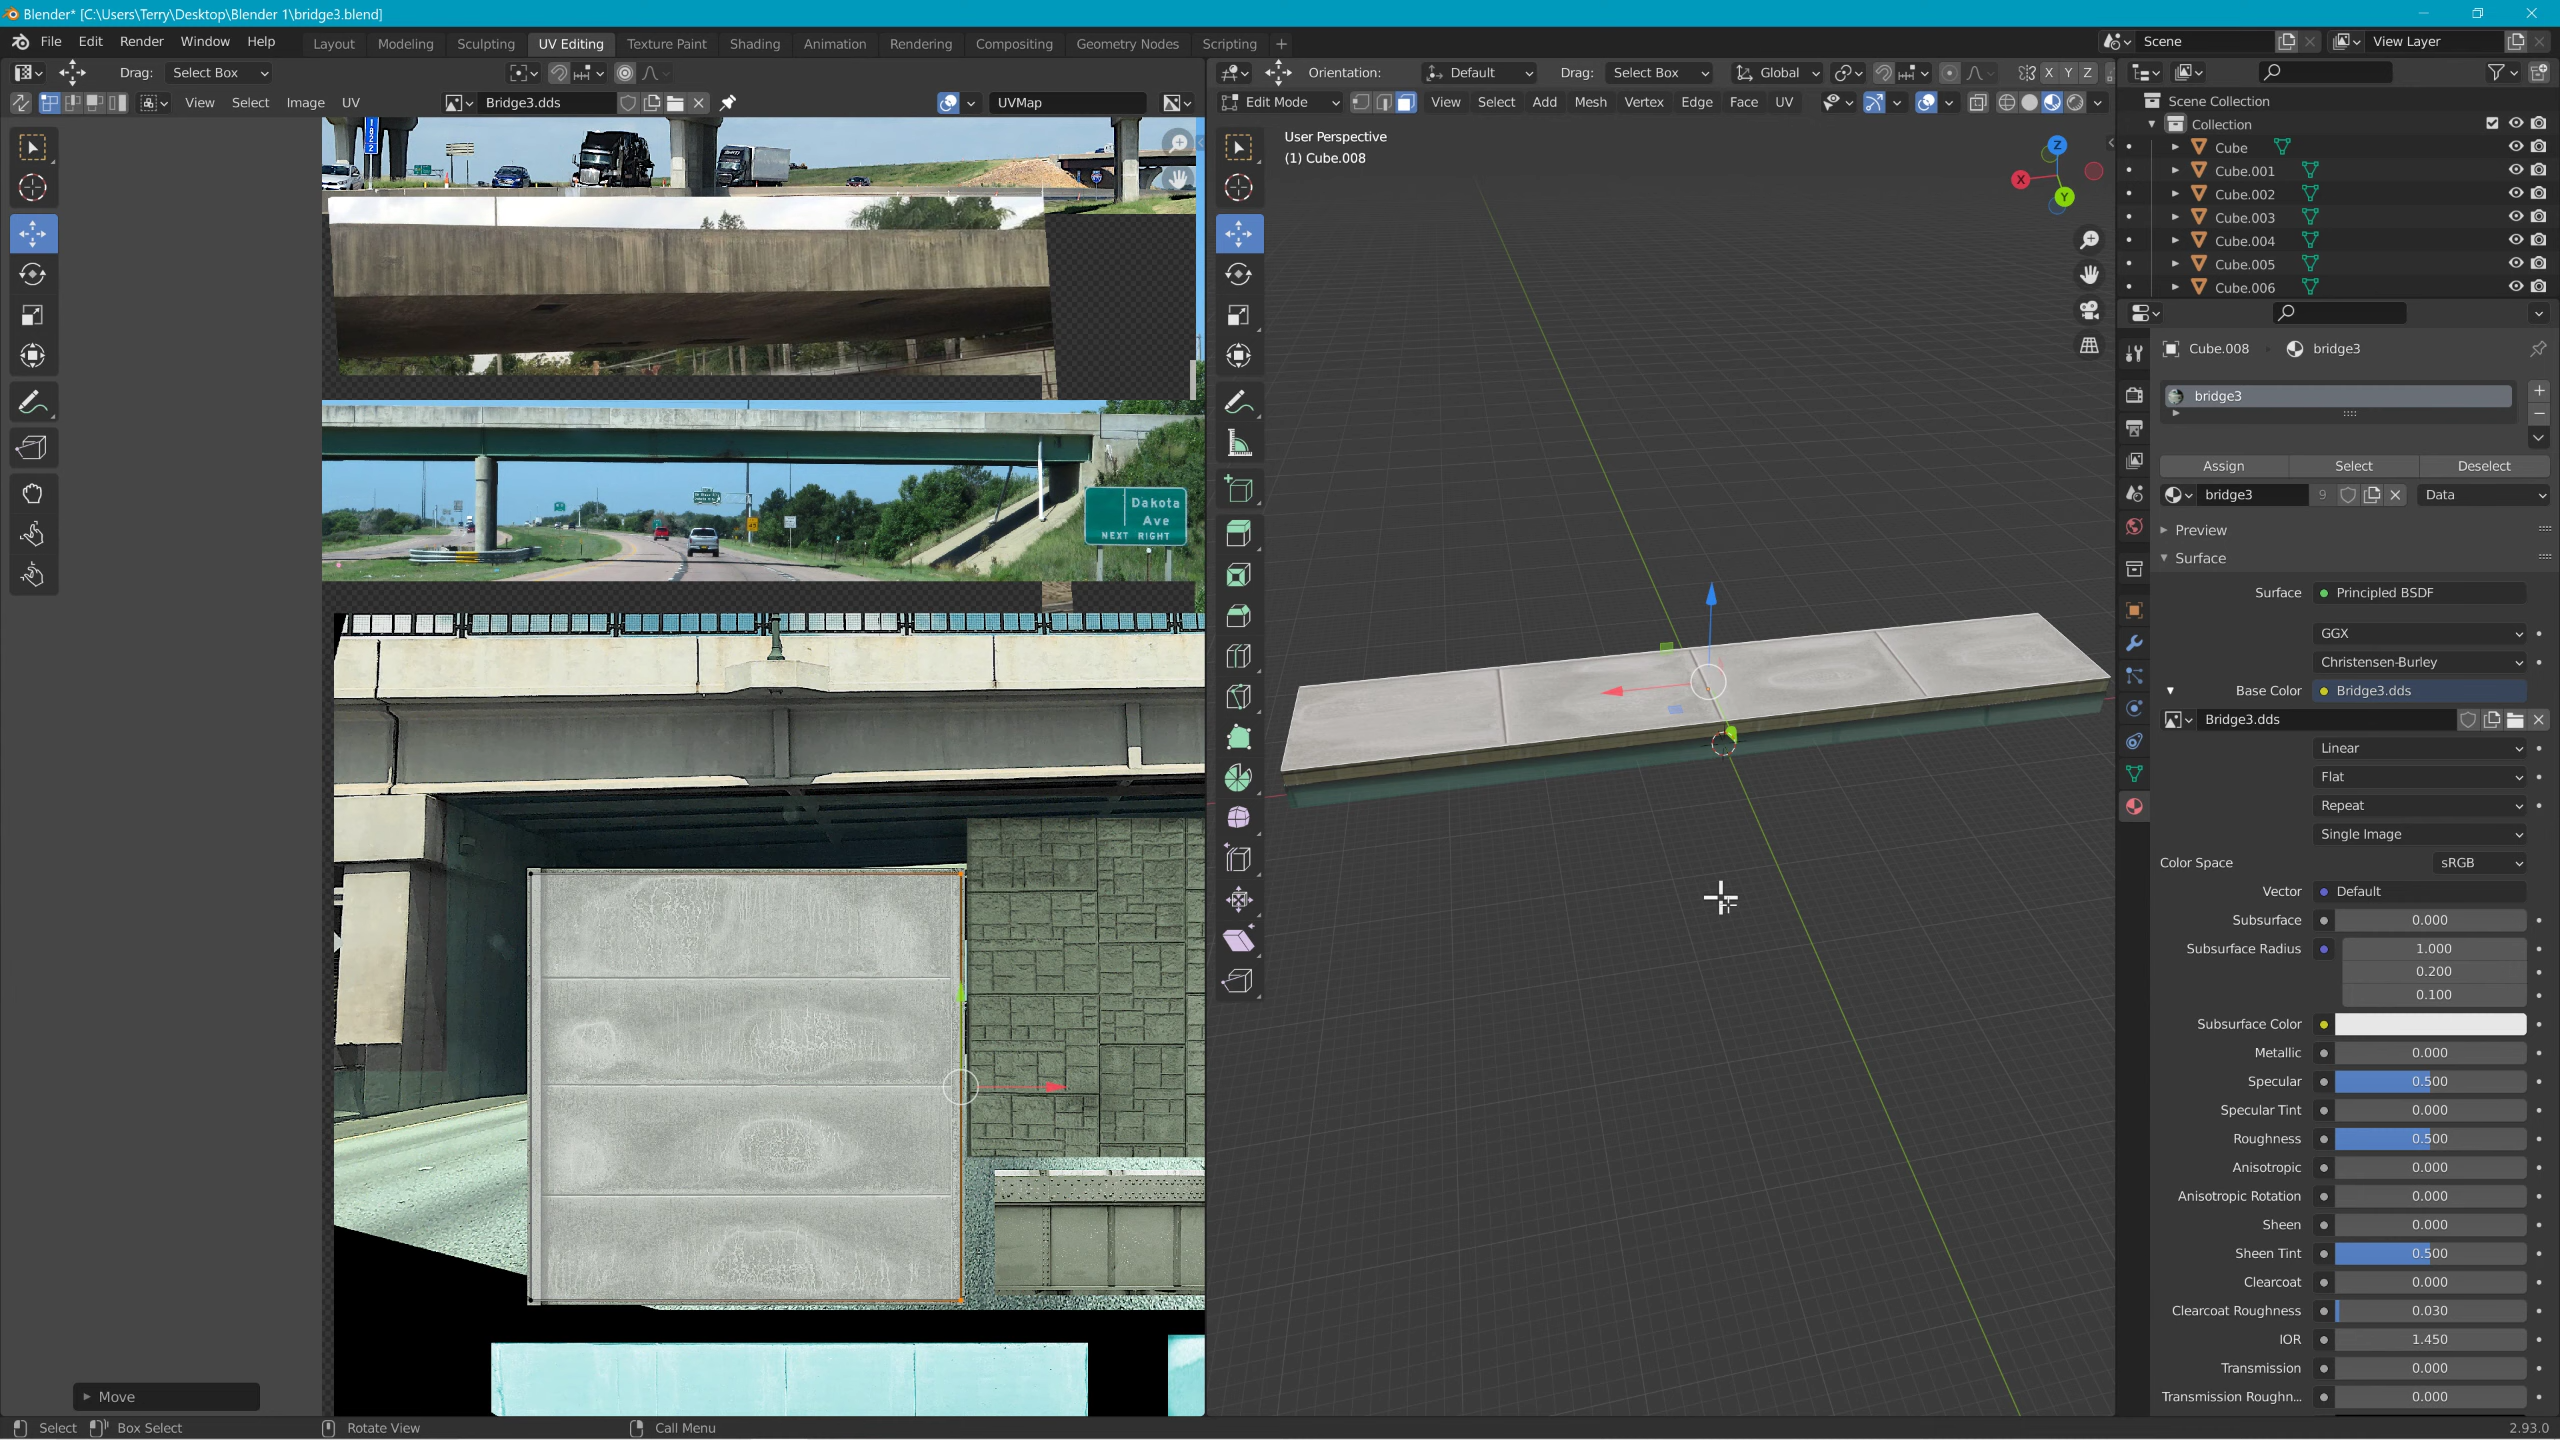 Blender* [C:\Users\Terry\Desktop\Blender 1\bridge3.blend]
File Edit Render Window Help Layout Modeling Sculpting UV Editing Texture Paint Shading Animation Rendering Compositing Geometry Nodes Scripting + Scene View Layer
Drag: Select Box
View Select Image UV Bridge3.dds UVMap
Orientation: Default Drag: Select Box Global X Y Z
Edit Mode View Select Add Mesh Vertex Edge Face UV
User Perspective
(1) Cube.008
Z
X
Y
1822
Dakota
Ave
NEXT RIGHT
Move
Scene Collection
Collection
Cube
Cube.001
Cube.002
Cube.003
Cube.004
Cube.005
Cube.006
Cube.008 bridge3
bridge3
Assign Select Deselect
bridge3 9 Data
Preview
Surface
Surface Principled BSDF
GGX
Christensen-Burley
Base Color Bridge3.dds
Bridge3.dds
Linear
Flat
Repeat
Single Image
Color Space sRGB
Vector Default
Subsurface 0.000
Subsurface Radius 1.000
0.200
0.100
Subsurface Color
Metallic 0.000
Specular 0.500
Specular Tint 0.000
Roughness 0.500
Anisotropic 0.000
Anisotropic Rotation 0.000
Sheen 0.000
Sheen Tint 0.500
Clearcoat 0.000
Clearcoat Roughness 0.030
IOR 1.450
Transmission 0.000
Transmission Roughn... 0.000
Select Box Select Rotate View Call Menu 2.93.0